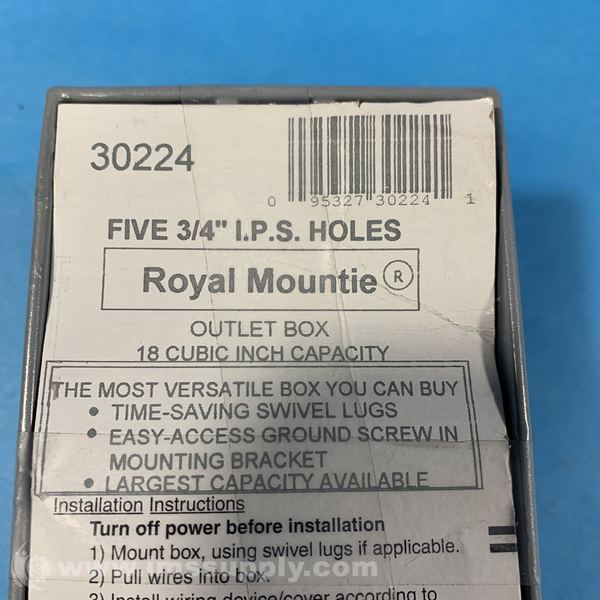 30224
0 95327 30224 1
FIVE 3/4" I.P.S. HOLES
Royal Mountie ®
OUTLET BOX
18 CUBIC INCH CAPACITY
THE MOST VERSATILE BOX YOU CAN BUY
• TIME-SAVING SWIVEL LUGS
• EASY-ACCESS GROUND SCREW IN
MOUNTING BRACKET
• LARGEST CAPACITY AVAILABLE
Installation Instructions
Turn off power before installation
1) Mount box, using swivel lugs if applicable.
2) Pull wires into box.
www.imssupply.com
3) Install wiring device/cover according to